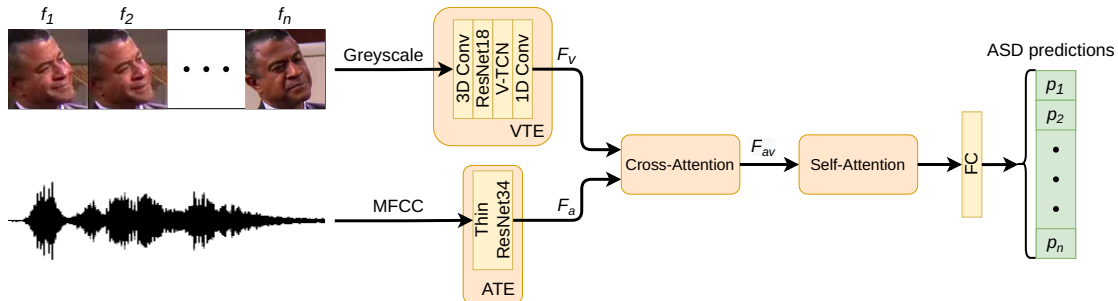 f1 f2 fn
Greyscale
3D Conv
ResNet18
V-TCN
1D Conv
VTE
Fv
MFCC
Thin
ResNet34
ATE
Fa
Cross-Attention
Fav
Self-Attention
FC
ASD predictions
p1
p2
pn